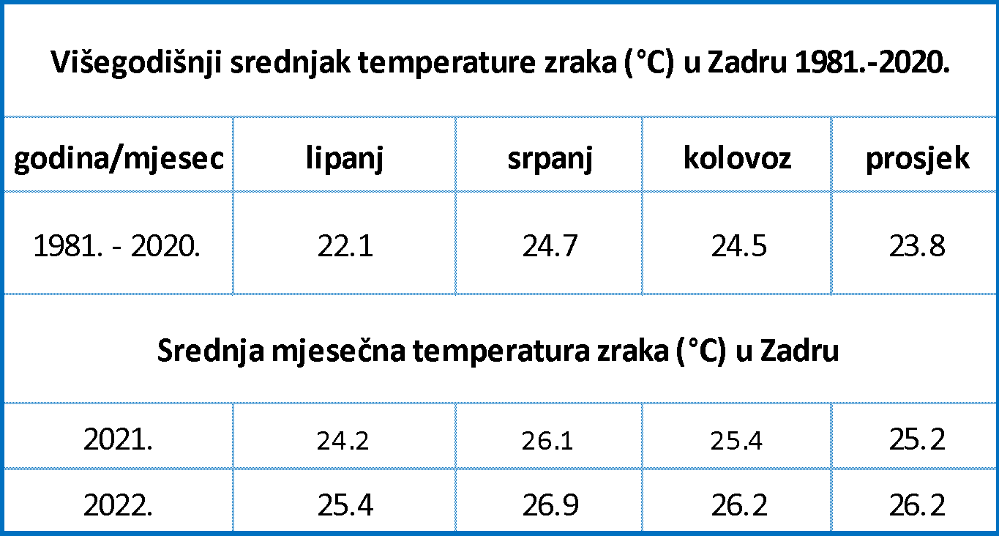 Višegodišnji srednjak temperature zraka (°C) u Zadru 1981.-2020.
godina/mjesec lipanj srpanj kolovoz prosjek
1981. - 2020. 22.1 24.7 24.5 23.8
Srednja mjesečna temperatura zraka (°C) u Zadru
2021. 24.2 26.1 25.4 25.2
2022. 25.4 26.9 26.2 26.2